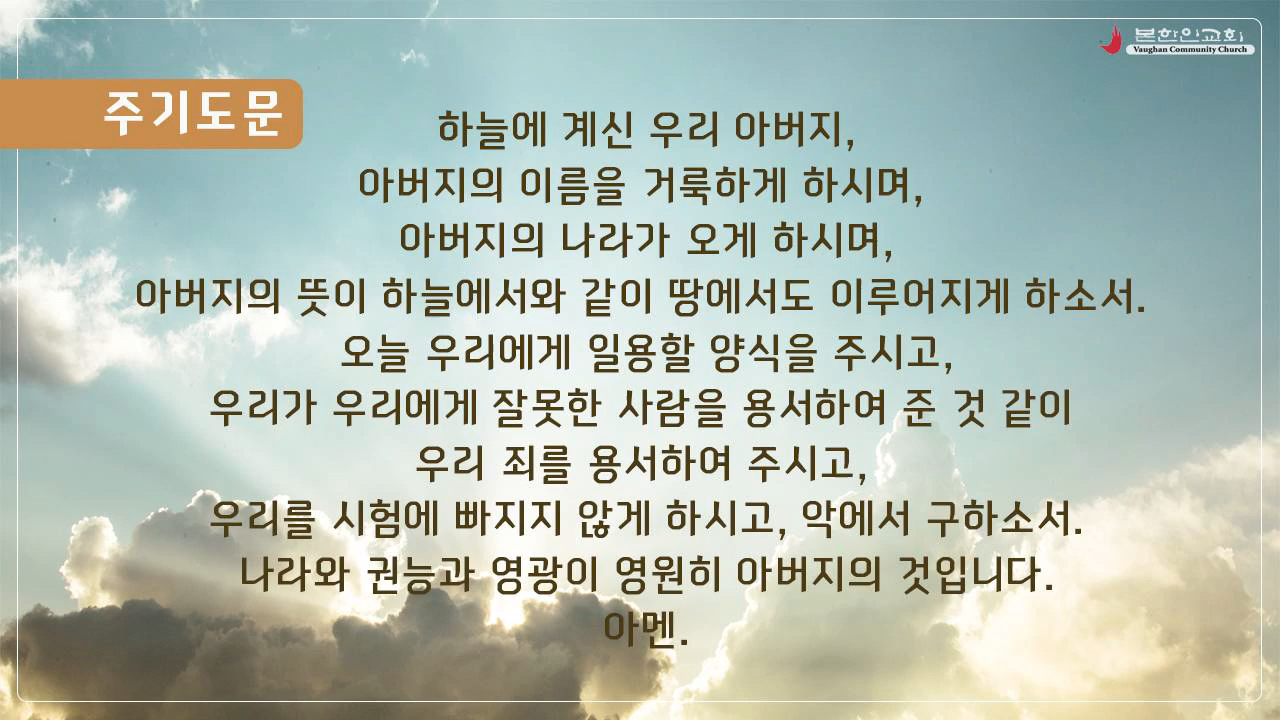 본한인교회
Vaughan Community Church
주기도문
하늘에 계신 우리 아버지,
아버지의 이름을 거룩하게 하시며,
아버지의 나라가 오게 하시며,
아버지의 뜻이 하늘에서와 같이 땅에서도 이루어지게 하소서.
오늘 우리에게 일용할 양식을 주시고,
우리가 우리에게 잘못한 사람을 용서하여 준 것 같이
우리 죄를 용서하여 주시고,
우리를 시험에 빠지지 않게 하시고, 악에서 구하소서.
나라와 권능과 영광이 영원히 아버지의 것입니다.
아멘.